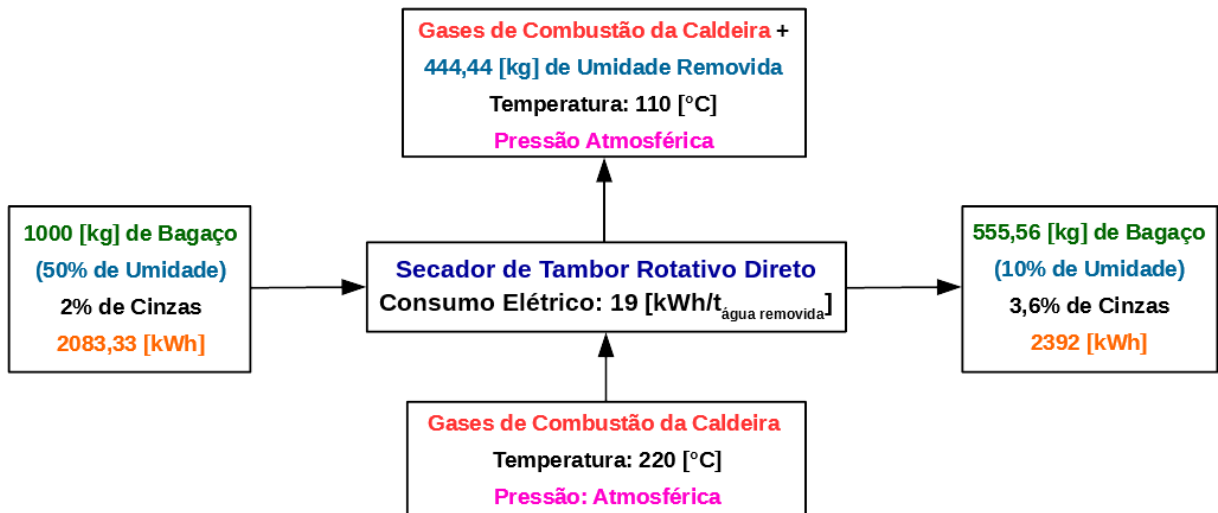 Gases de Combustão da Caldeira +
444,44 [kg] de Umidade Removida
Temperatura: 110 [°C]
Pressão Atmosférica
1000 [kg] de Bagaço
(50% de Umidade)
2% de Cinzas
2083,33 [kWh]
Secador de Tambor Rotativo Direto
Consumo Elétrico: 19 [kWh/t água removida]
555,56 [kg] de Bagaço
(10% de Umidade)
3,6% de Cinzas
2392 [kWh]
Gases de Combustão da Caldeira
Temperatura: 220 [°C]
Pressão: Atmosférica